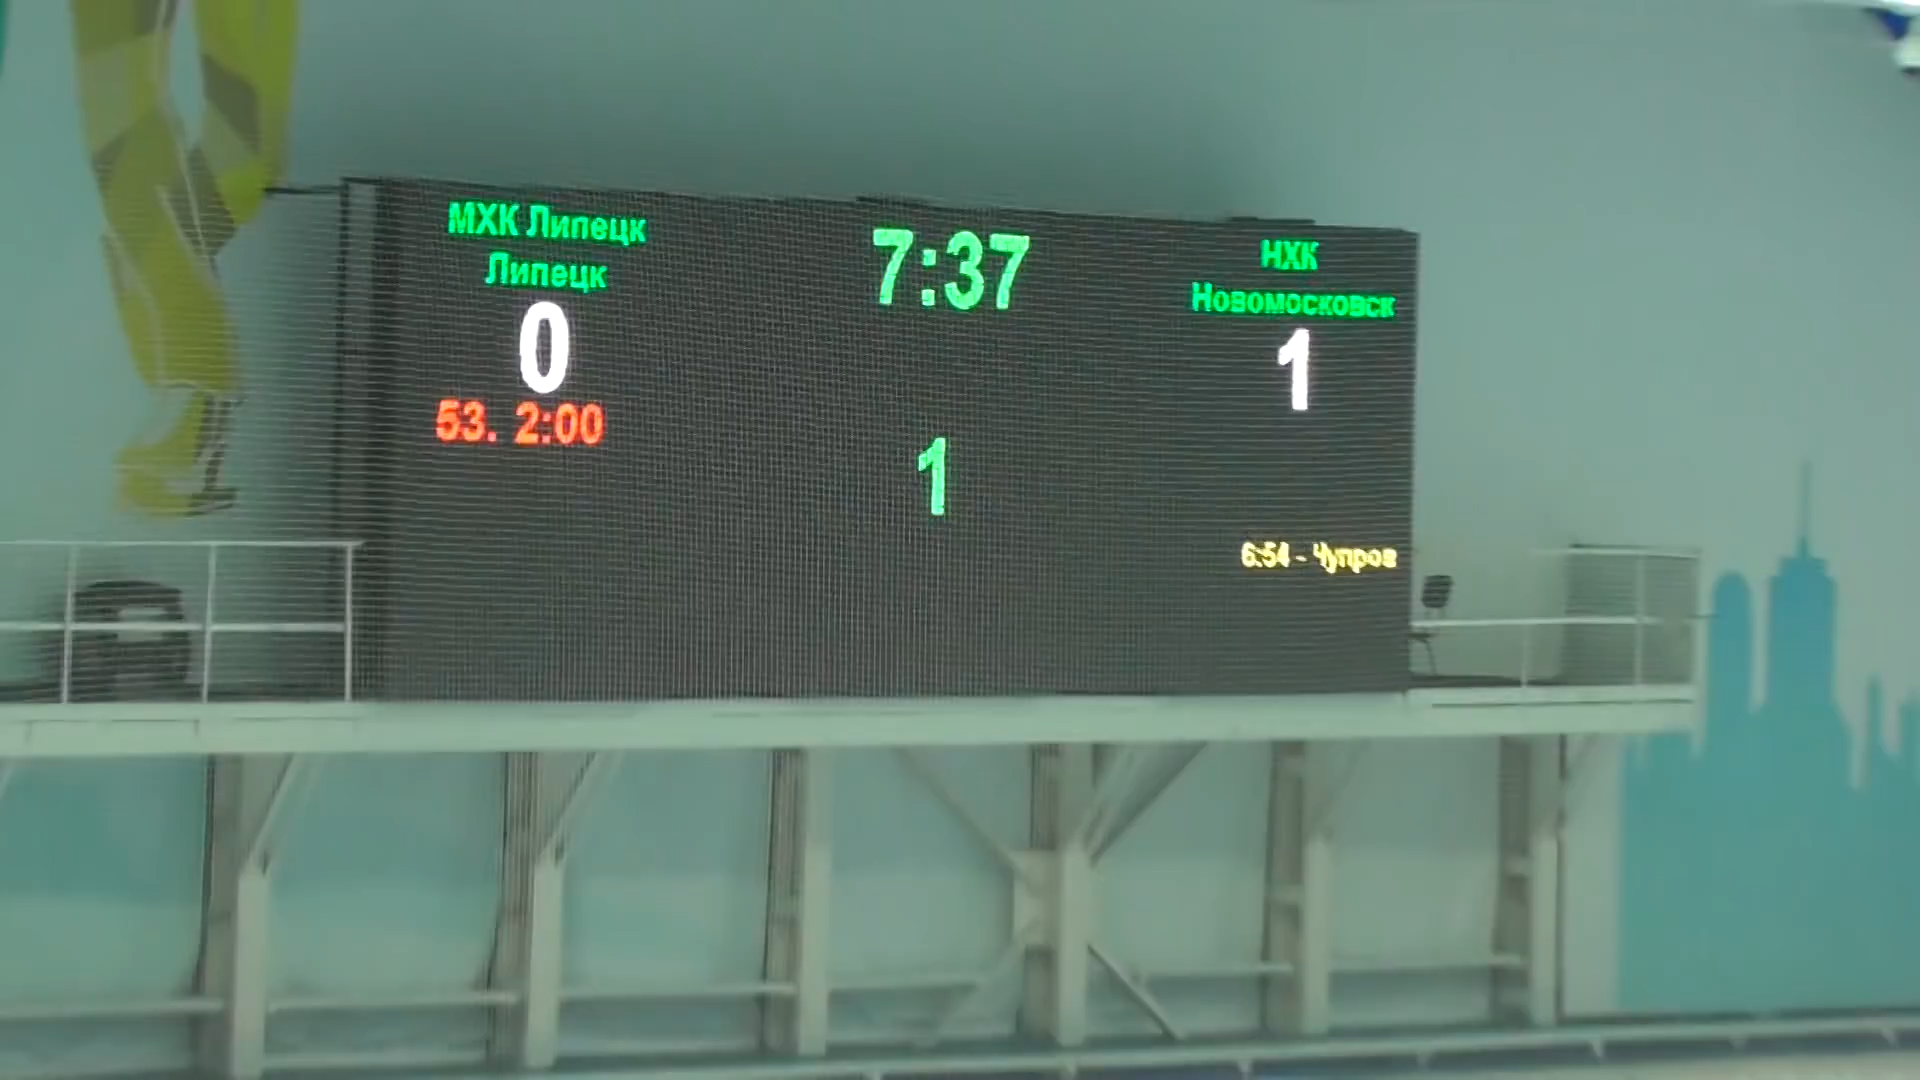 МХК Липецк
Липецк
0
53. 2:00
7:37
1
НХК
Новомосковск
1
6:54 - Чупров